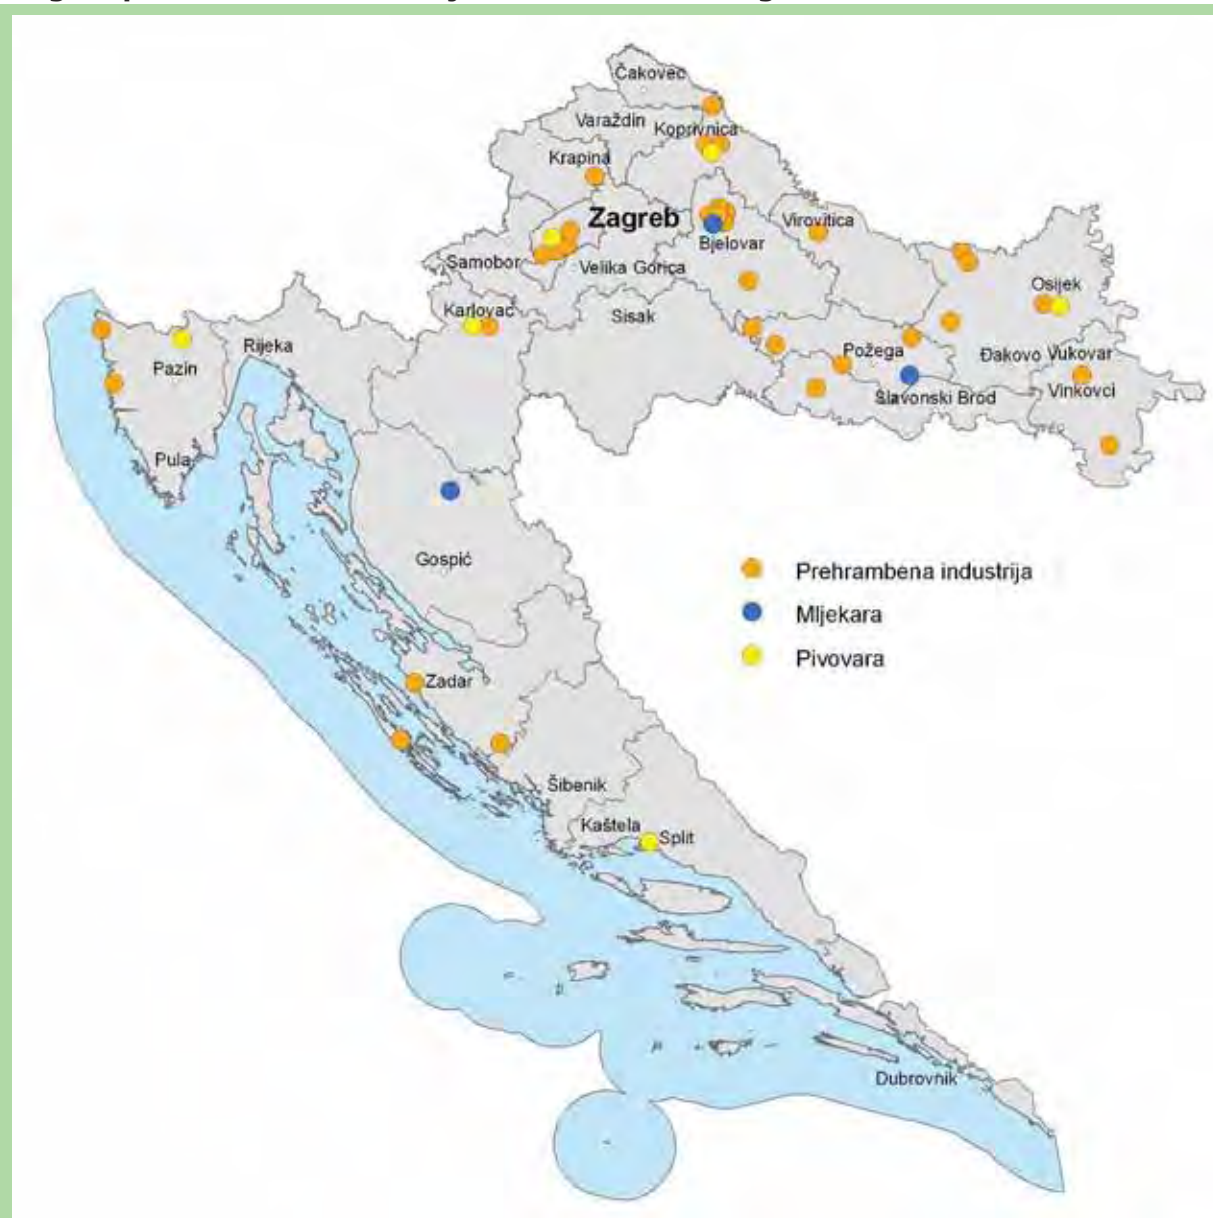 Čakovec
Varaždin
Koprivnica
Krapina
Zagreb
Virovitica
Bjelovar
Samobor
Velika Gorica
Osijek
Karlovac
Sisak
Rijeka
Požega
Đakovo
Vukovar
Pazin
Slavonski Brod
Vinkovci
Pula
Gospić
Prehrambena industrija
Mljekara
Pivovara
Zadar
Šibenik
Kaštela
Split
Dubrovnik